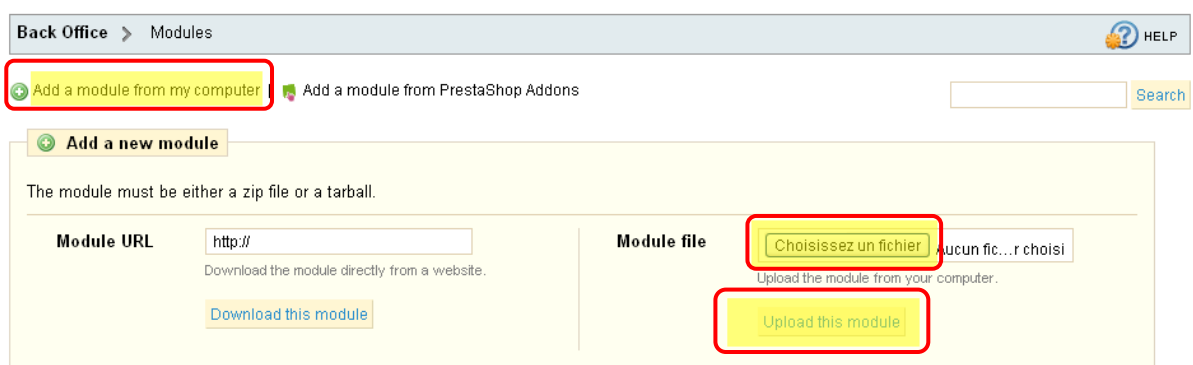 Back Office > Modules
HELP
Add a module from my computer | Add a module from PrestaShop Addons
Search
Add a new module
The module must be either a zip file or a tarball.
Module URL
http://
Download the module directly from a website.
Download this module
Module file
Choisissez un fichier Aucun fic...r choisi
Upload the module from your computer.
Upload this module